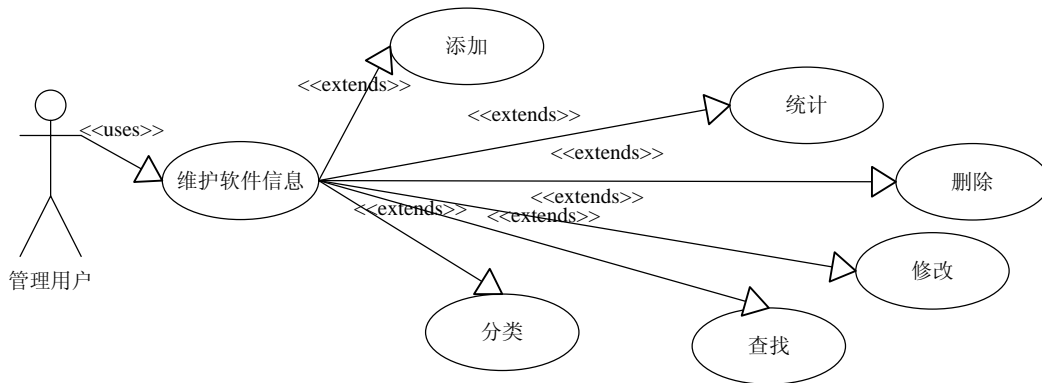 添加
<<extends>>
<<extends>>
统计
<<uses>>
<<extends>>
维护软件信息
删除
<<extends>>
<<extends>>
<<extends>>
修改
管理用户
分类
查找